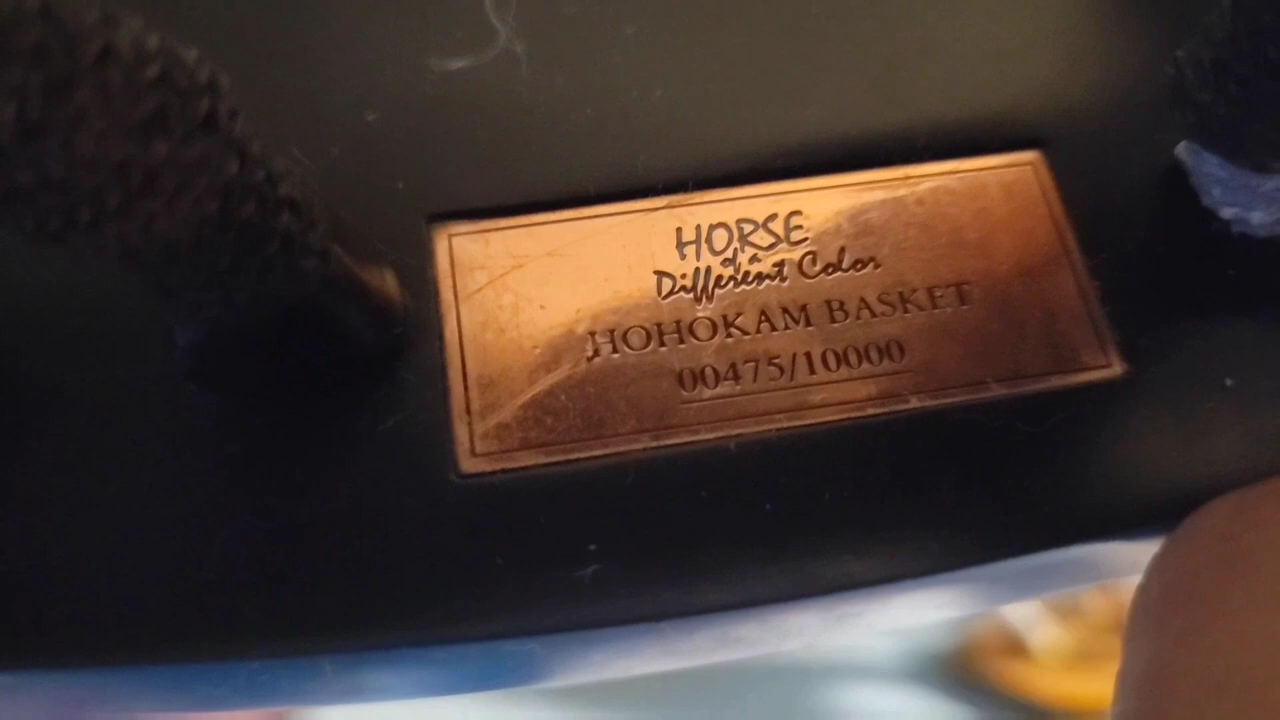 HORSE
of a
Different Color
HOHOKAM BASKET
00475/10000